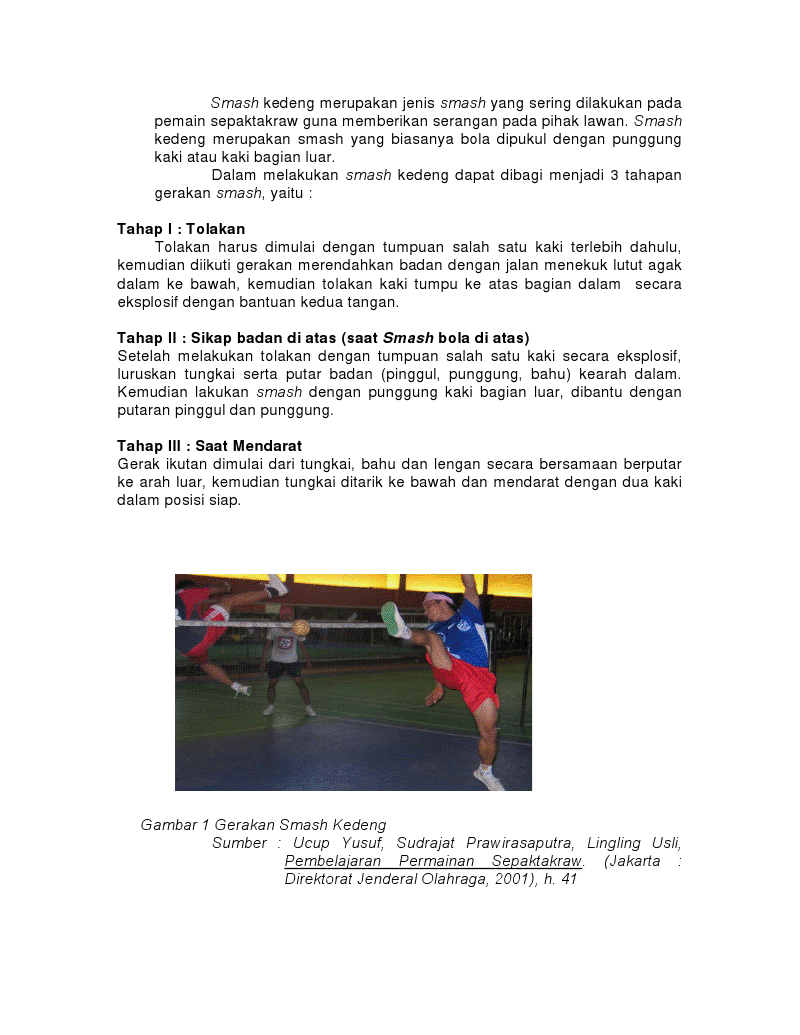 Smash kedeng merupakan jenis smash yang sering dilakukan pada
pemain sepaktakraw guna memberikan serangan pada pihak lawan. Smash
kedeng merupakan smash yang biasanya bola dipukul dengan punggung
kaki atau kaki bagian luar.
Dalam melakukan smash kedeng dapat dibagi menjadi 3 tahapan
gerakan smash, yaitu :
Tahap I : Tolakan
Tolakan harus dimulai dengan tumpuan salah satu kaki terlebih dahulu,
kemudian diikuti gerakan merendahkan badan dengan jalan menekuk lutut agak
dalam ke bawah, kemudian tolakan kaki tumpu ke atas bagian dalam secara
eksplosif dengan bantuan kedua tangan.
Tahap II : Sikap badan di atas (saat Smash bola di atas)
Setelah melakukan tolakan dengan tumpuan salah satu kaki secara eksplosif,
luruskan tungkai serta putar badan (pinggul, punggung, bahu) kearah dalam.
Kemudian lakukan smash dengan punggung kaki bagian luar, dibantu dengan
putaran pinggul dan punggung.
Tahap III : Saat Mendarat
Gerak ikutan dimulai dari tungkai, bahu dan lengan secara bersamaan berputar
ke arah luar, kemudian tungkai ditarik ke bawah dan mendarat dengan dua kaki
dalam posisi siap.
Gambar 1 Gerakan Smash Kedeng
Sumber : Ucup Yusuf, Sudrajat Prawirasaputra, Lingling Usli,
Pembelajaran Permainan Sepaktakraw. (Jakarta :
Direktorat Jenderal Olahraga, 2001), h. 41